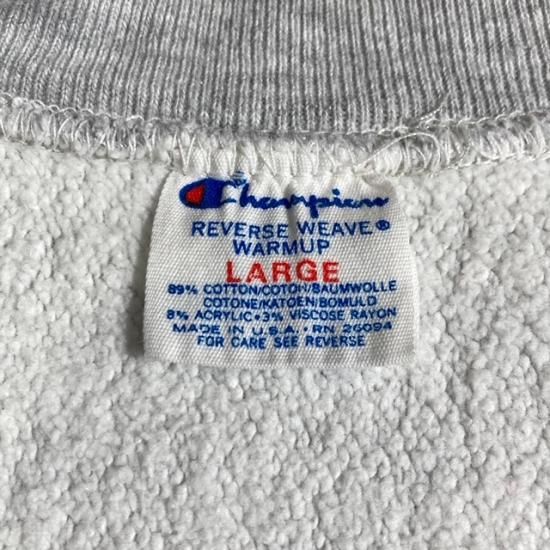 Champion
REVERSE WEAVE®
WARMUP
LARGE
89% COTTON/COTON/BAUMWOLLE
COTONE/KATOEN/BOMULD
8% ACRYLIC•3% VISCOSE RAYON
MADE IN U.S.A.•RN 26094
FOR CARE SEE REVERSE